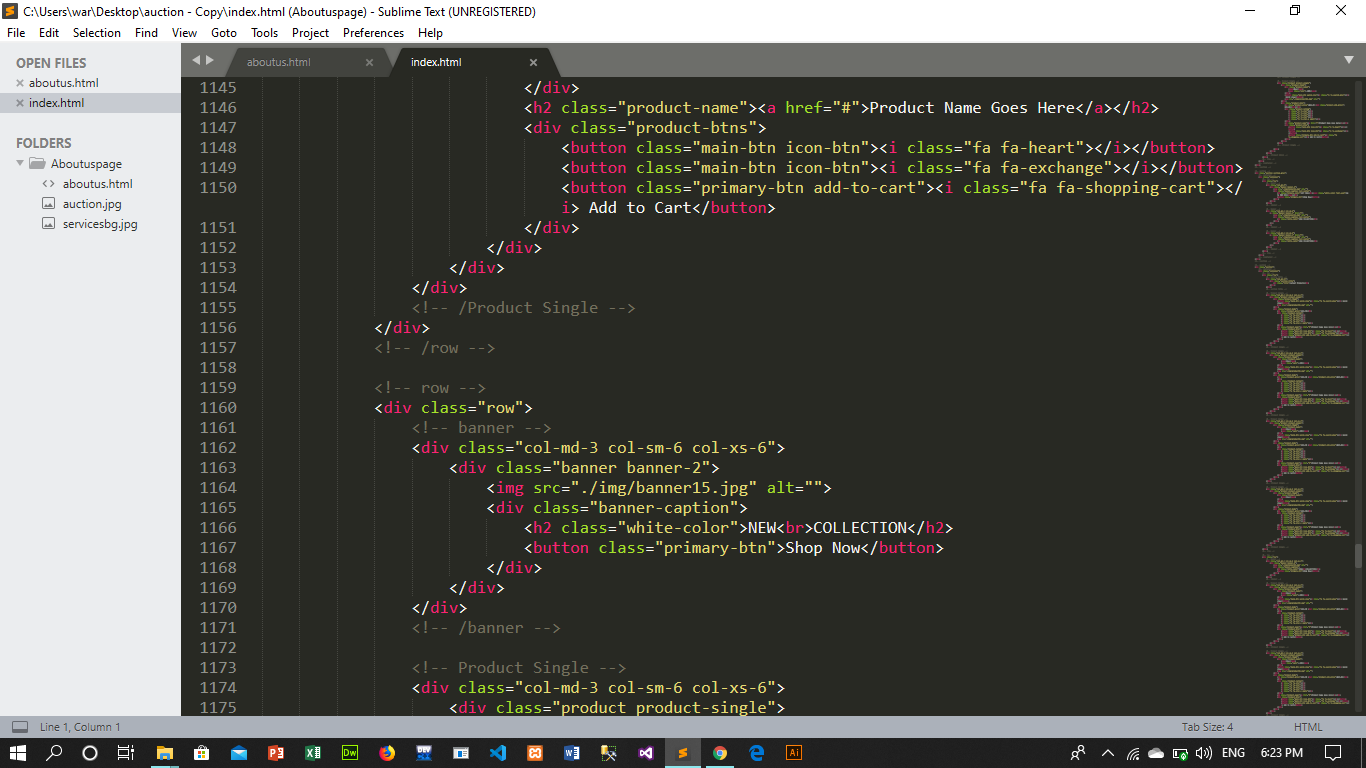 C:\Users\war\Desktop\auction - Copy\index.html (Aboutuspage) - Sublime Text (UNREGISTERED)
File Edit Selection Find View Goto Tools Project Preferences Help
OPEN FILES
aboutus.html
index.html
FOLDERS
Aboutuspage
aboutus.html
auction.jpg
servicesbg.jpg
aboutus.html index.html
1145 </div>
1146 <h2 class="product-name"><a href="#">Product Name Goes Here</a></h2>
1147 <div class="product-btns">
1148 <button class="main-btn icon-btn"><i class="fa fa-heart"></i></button>
1149 <button class="main-btn icon-btn"><i class="fa fa-exchange"></i></button>
1150 <button class="primary-btn add-to-cart"><i class="fa fa-shopping-cart"></
i> Add to Cart</button>
1151 </div>
1152 </div>
1153 </div>
1154 </div>
1155 <!-- /Product Single -->
1156 </div>
1157 <!-- /row -->
1158
1159 <!-- row -->
1160 <div class="row">
1161 <!-- banner -->
1162 <div class="col-md-3 col-sm-6 col-xs-6">
1163 <div class="banner banner-2">
1164 <img src="./img/banner15.jpg" alt="">
1165 <div class="banner-caption">
1166 <h2 class="white-color">NEW<br>COLLECTION</h2>
1167 <button class="primary-btn">Shop Now</button>
1168 </div>
1169 </div>
1170 </div>
1171 <!-- /banner -->
1172
1173 <!-- Product Single -->
1174 <div class="col-md-3 col-sm-6 col-xs-6">
1175 <div class="product product-single">
Line 1, Column 1 Tab Size: 4 HTML
Dw DEV Ai ENG 6:23 PM